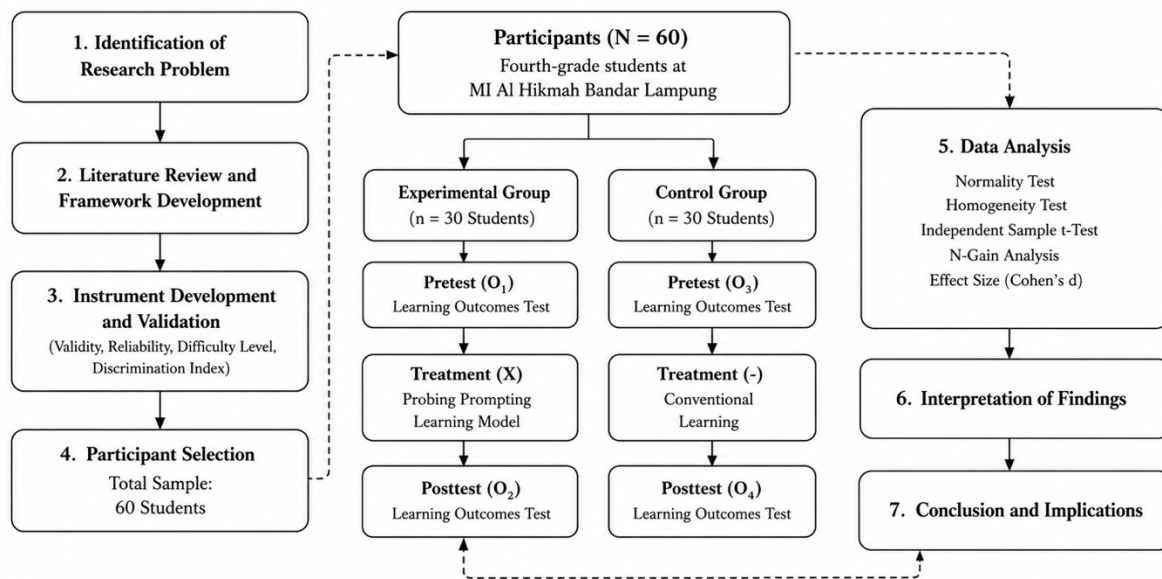 1. Identification of
Research Problem
2. Literature Review and
Framework Development
3. Instrument Development
and Validation
(Validity, Reliability, Difficulty Level,
Discrimination Index)
4. Participant Selection
Total Sample:
60 Students
Participants (N = 60)
Fourth-grade students at
MI Al Hikmah Bandar Lampung
Experimental Group
(n = 30 Students)
Pretest (O₁)
Learning Outcomes Test
Treatment (X)
Probing Prompting
Learning Model
Posttest (O₂)
Learning Outcomes Test
Control Group
(n = 30 Students)
Pretest (O₃)
Learning Outcomes Test
Treatment (-)
Conventional
Learning
Posttest (O₄)
Learning Outcomes Test
5. Data Analysis
Normality Test
Homogeneity Test
Independent Sample t-Test
N-Gain Analysis
Effect Size (Cohen's d)
6. Interpretation of Findings
7. Conclusion and Implications